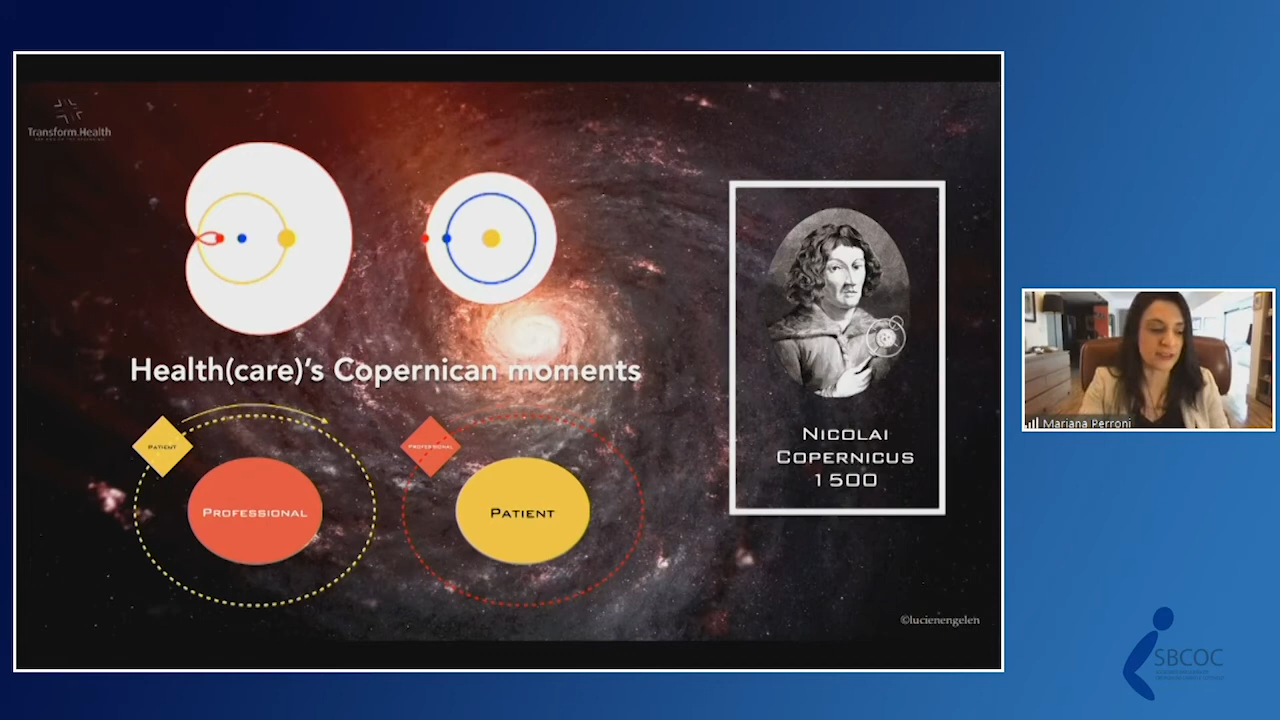 Transform.Health
Health(care)'s Copernican moments
PATIENT
PROFESSIONAL
PROFESSIONAL
PATIENT
NICOLAI
COPERNICUS
1500
©lucienengelen
Mariana Perroni
SBCOC